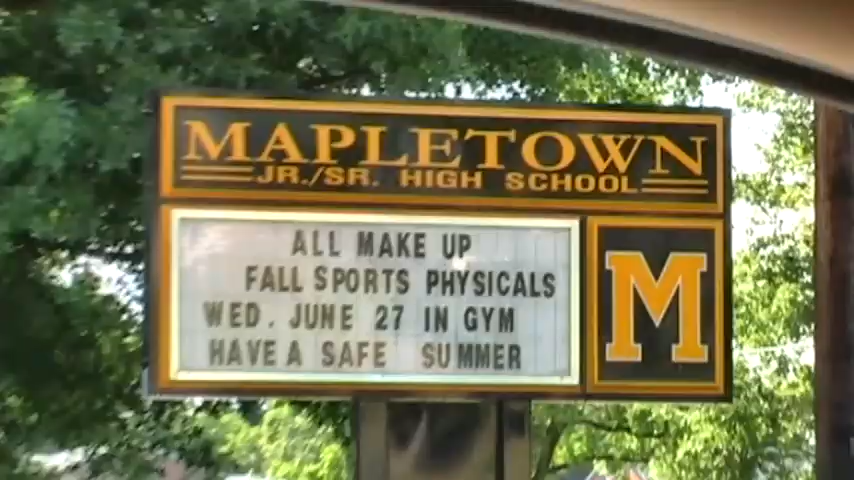 MAPLETOWN
JR./SR. HIGH SCHOOL
ALL MAKE UP
FALL SPORTS PHYSICALS
WED. JUNE 27 IN GYM
HAVE A SAFE SUMMER
M